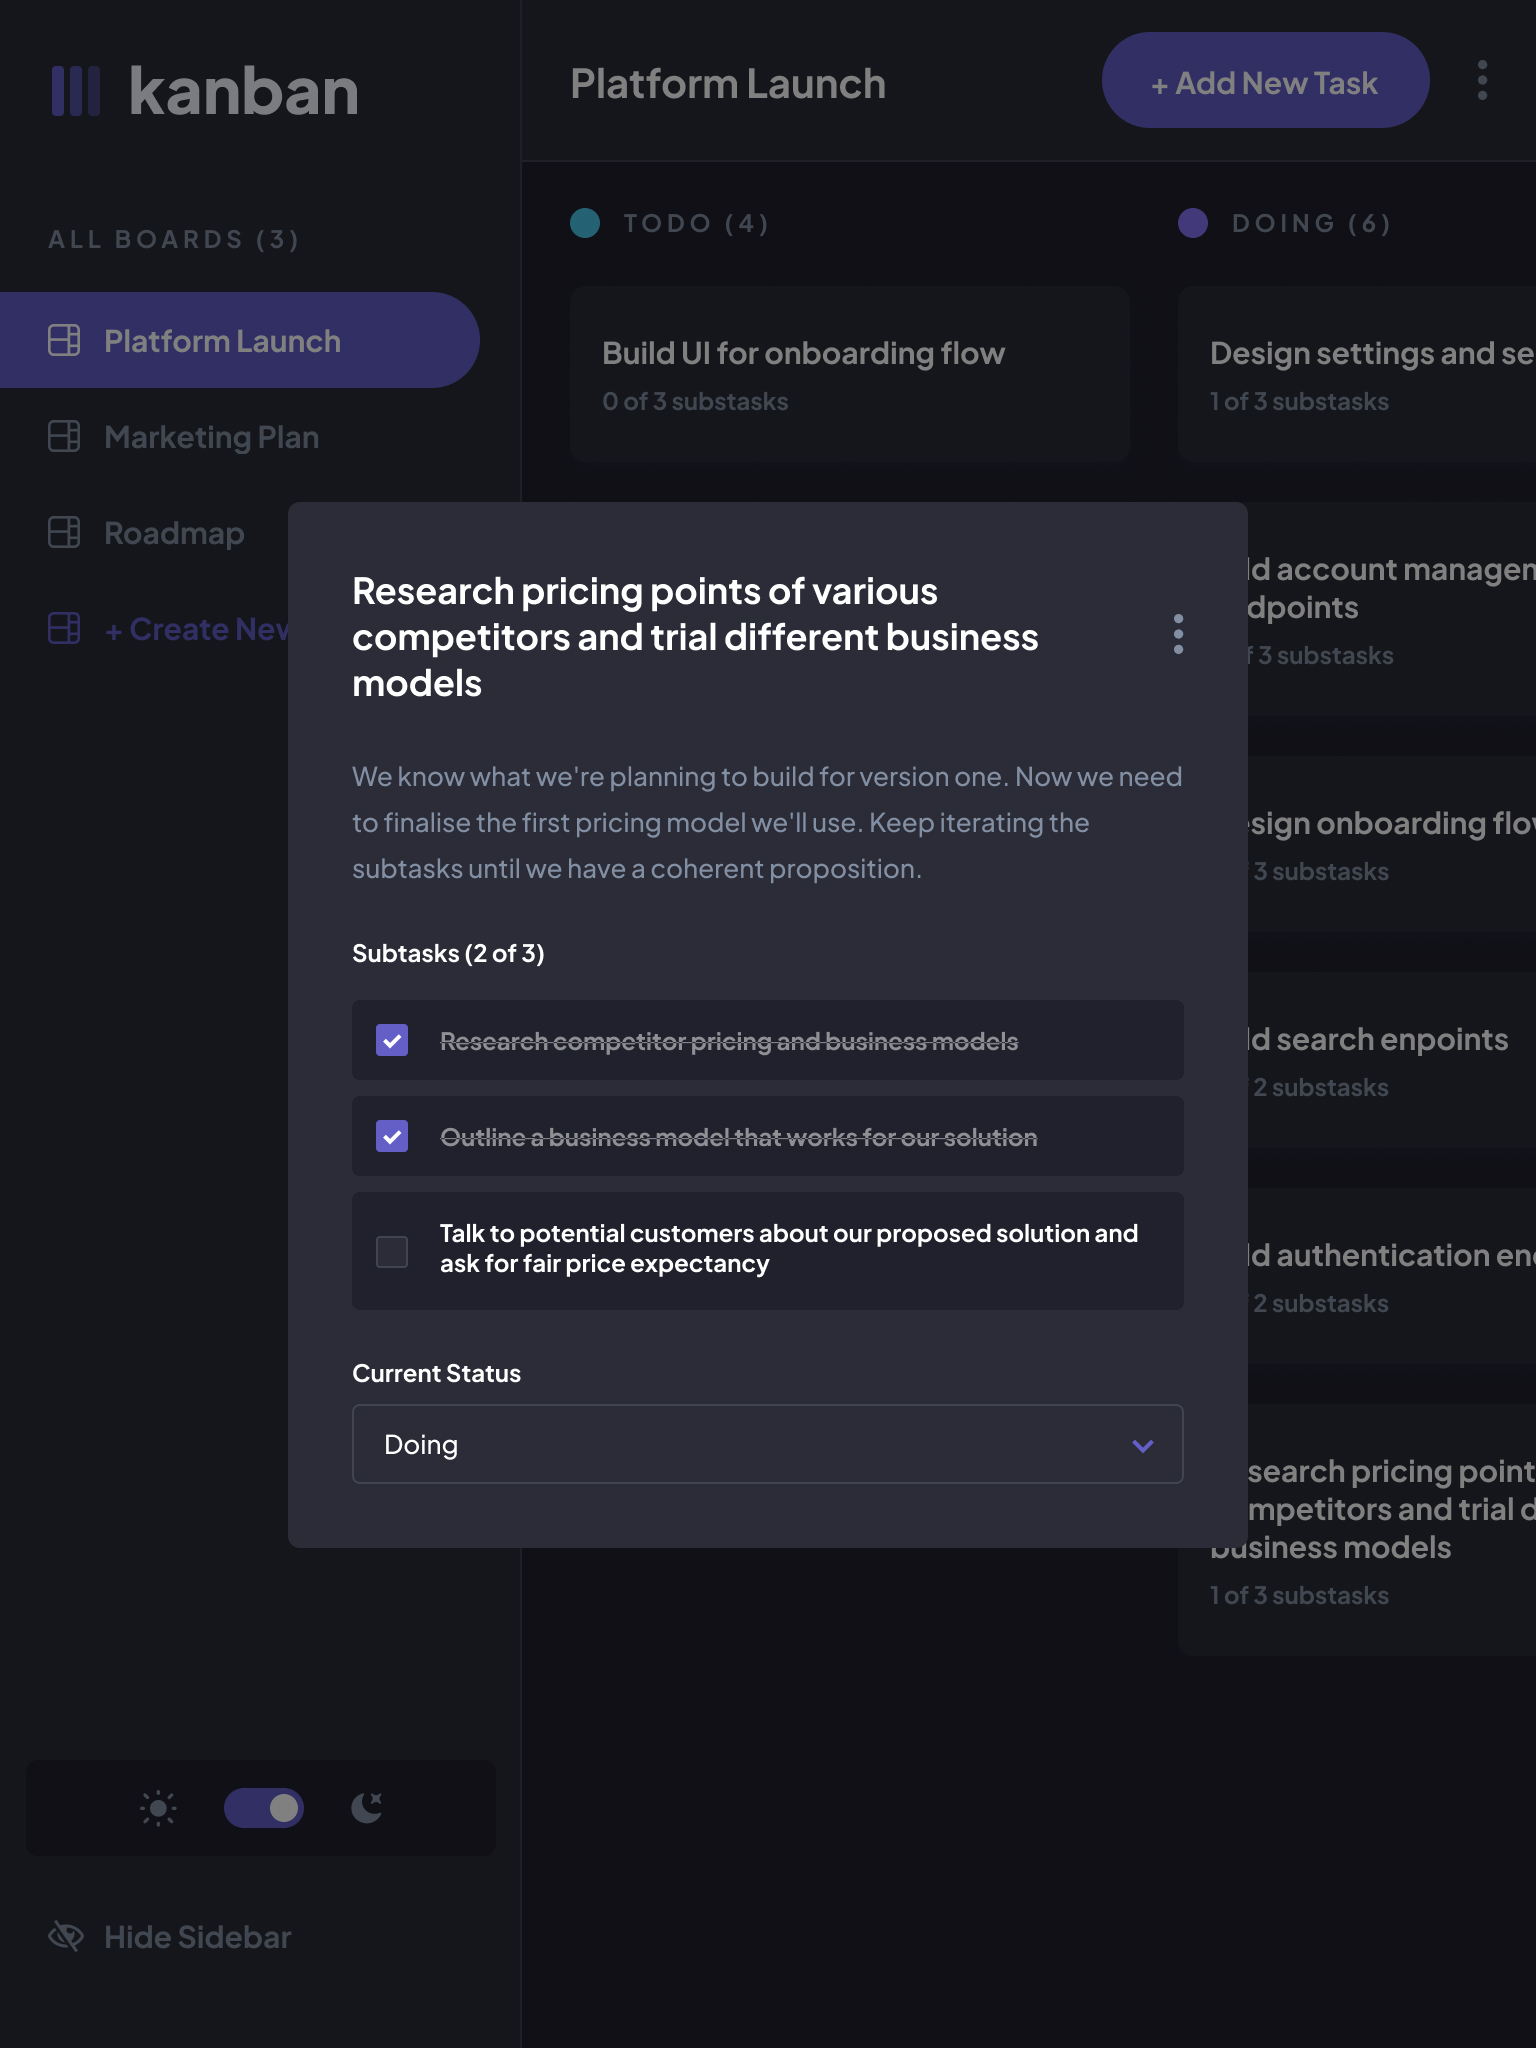 kanban
ALL BOARDS (3)
Platform Launch
Marketing Plan
Roadmap
+ Create New
Hide Sidebar
Platform Launch
+ Add New Task
TODO (4)
Build UI for onboarding flow
0 of 3 substasks
DOING (6)
Design settings and se
1 of 3 substasks
account managem
dpoints
3 substasks
sign onboarding flow
3 substasks
search enpoints
2 substasks
authentication end
2 substasks
search pricing point
mpetitors and trial d
business models
1 of 3 substasks
Research pricing points of various
competitors and trial different business
models
We know what we're planning to build for version one. Now we need
to finalise the first pricing model we'll use. Keep iterating the
subtasks until we have a coherent proposition.
Subtasks (2 of 3)
Research competitor pricing and business models
Outline a business model that works for our solution
Talk to potential customers about our proposed solution and
ask for fair price expectancy
Current Status
Doing